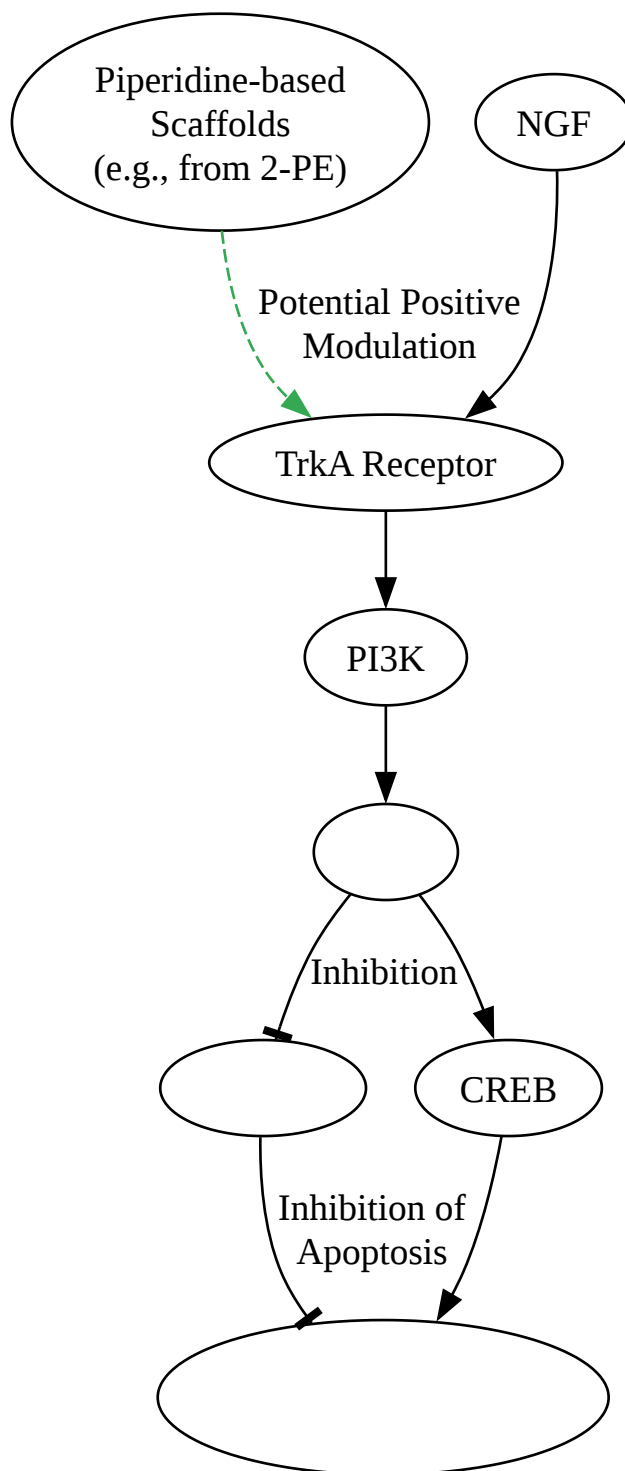 Piperidine-based
Scaffolds
(e.g., from 2-PE)
NGF
Potential Positive
Modulation
TrkA Receptor
PI3K
Inhibition
CREB
Inhibition of
Apoptosis